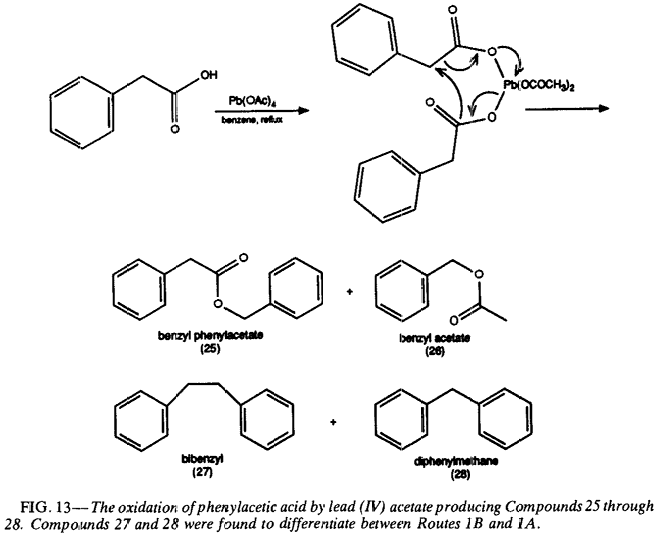 O
O
OH
Pb(OAc)₄
Pb(OCOCH₃)₂
O
benzene, reflux
O
O
O
O
O
+
O
O
benzyl phenylacetate
benzyl acetate
(25)
(26)
+
bibenzyl
diphenylmethane
(27)
(28)
FIG. 13—The oxidation of phenylacetic acid by lead (IV) acetate producing Compounds 25 through
28. Compounds 27 and 28 were found to differentiate between Routes 1B and 1A.